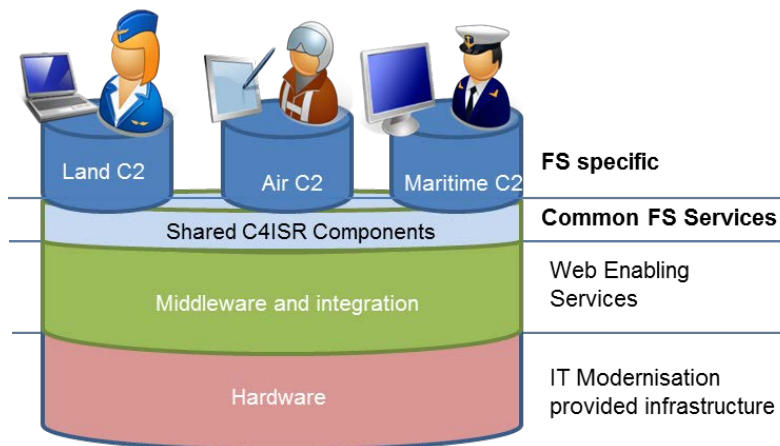 Land C2
Air C2
Maritime C2
FS specific
Shared C4ISR Components
Common FS Services
Middleware and integration
Web Enabling
Services
Hardware
IT Modernisation
provided infrastructure